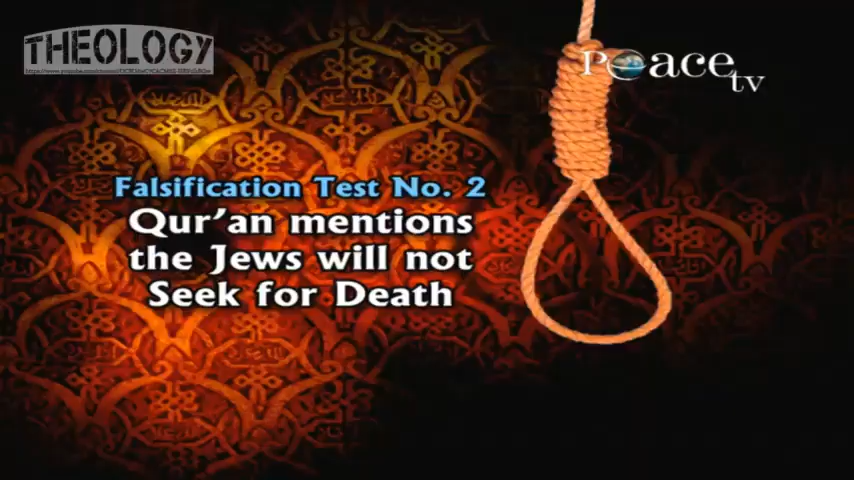 THEOLOGY
Peace tv
Falsification Test No. 2
Qur'an mentions
the Jews will not
Seek for Death